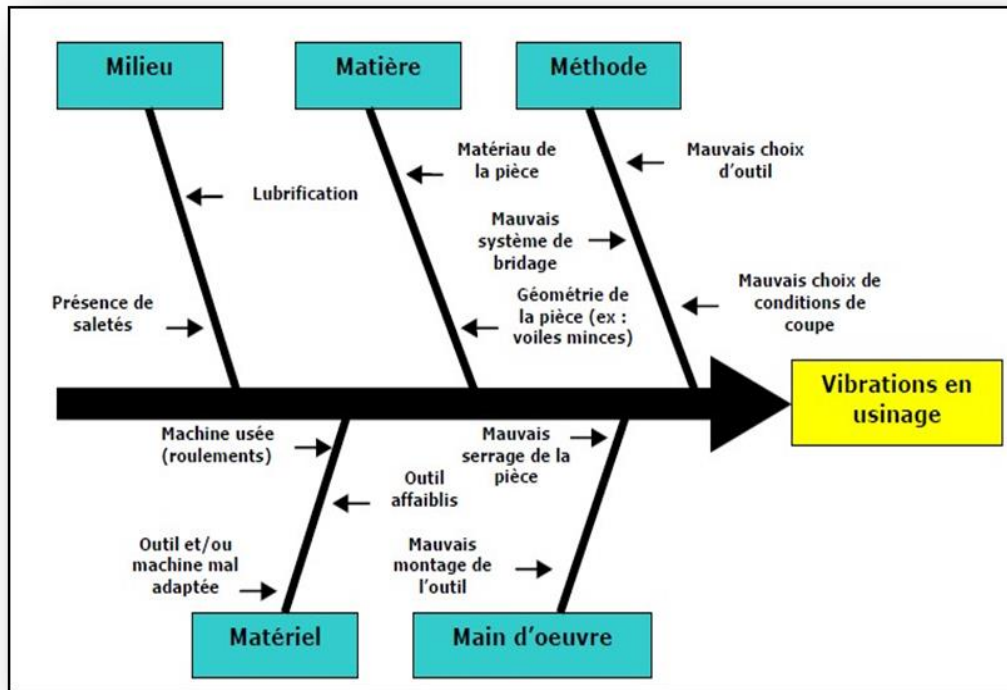 Milieu
Matière
Méthode
Matériau de
la pièce
Mauvais choix
d'outil
Lubrification
Mauvais
système de
bridage
Présence de
saletés
Géométrie de
la pièce (ex :
voiles minces)
Mauvais choix de
conditions de
coupe
Vibrations en
usinage
Machine usée
(roulements)
Mauvais
serrage de la
pièce
Outil
affaiblis
Outil et/ou
machine mal
adaptée
Mauvais
montage de
l'outil
Matériel
Main d'oeuvre